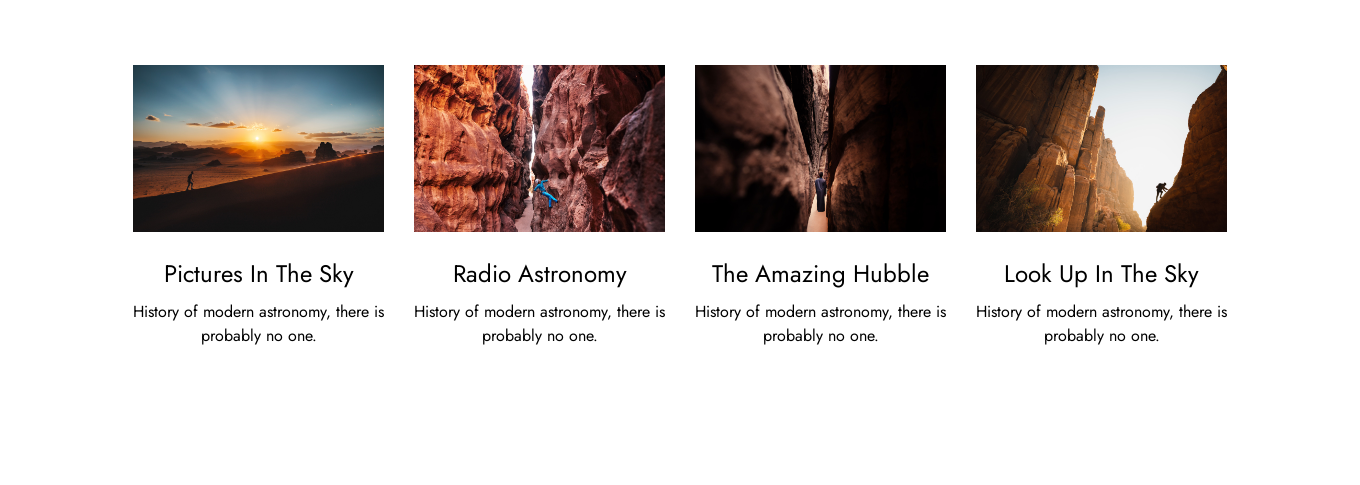 Pictures In The Sky
History of modern astronomy, there is
probably no one.
Radio Astronomy
History of modern astronomy, there is
probably no one.
The Amazing Hubble
History of modern astronomy, there is
probably no one.
Look Up In The Sky
History of modern astronomy, there is
probably no one.